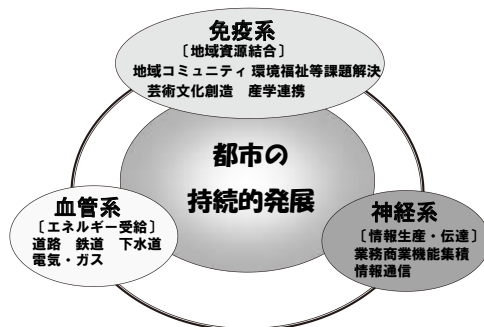 免疫系
〔地域資源結合〕
地域コミュニティ 環境福祉等課題解決
芸術文化創造　産学連携
都市の
持続的発展
血管系
〔エネルギー受給〕
道路　鉄道　下水道
電気・ガス
神経系
〔情報生産・伝達〕
業務商業機能集積
情報通信